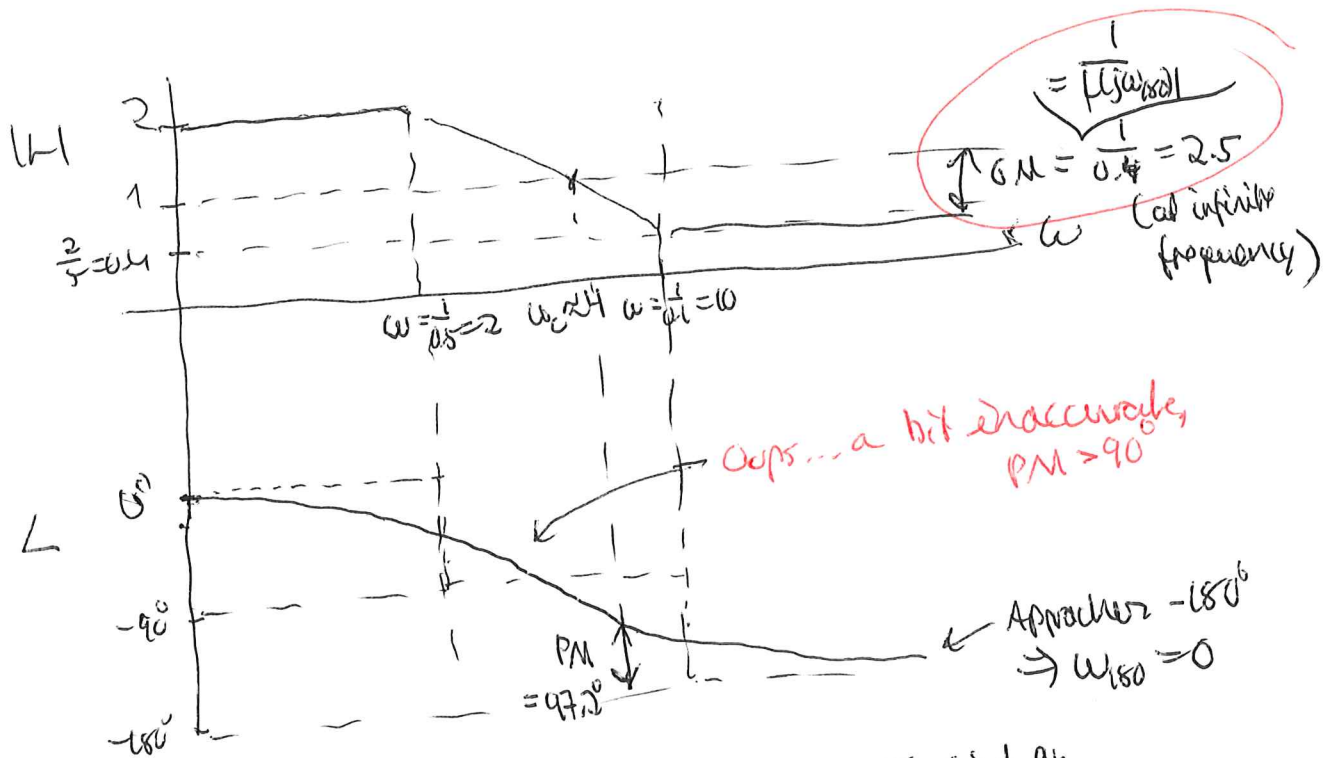 1
= |L(jω180)|
2
|L|
GM = 1/0.4 = 2.5
1
2/5=0.4
ω
(at infinite
frequency)
ω=1/0.5=2
ωc≈4
ω=1/0.1=10
Oops... a bit inaccurate,
PM >90°
0°
∠
-90°
Approaches -180°
PM
⇒ ω180 =0
=97.2°
-180°